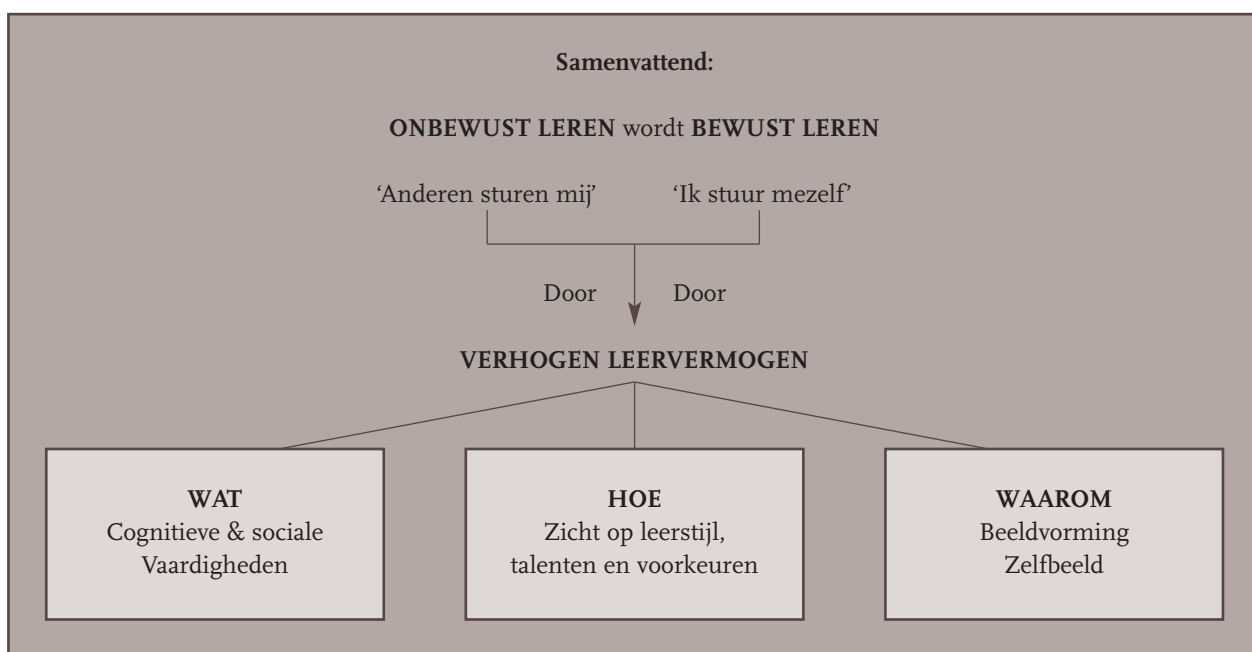 Samenvattend:
ONBEWUST LEREN wordt BEWUST LEREN
‘Anderen sturen mij’ ‘Ik stuur mezelf’
Door Door
VERHOGEN LEERVERMOGEN
WAT
Cognitieve & sociale
Vaardigheden
HOE
Zicht op leerstijl,
talenten en voorkeuren
WAAROM
Beeldvorming
Zelfbeeld